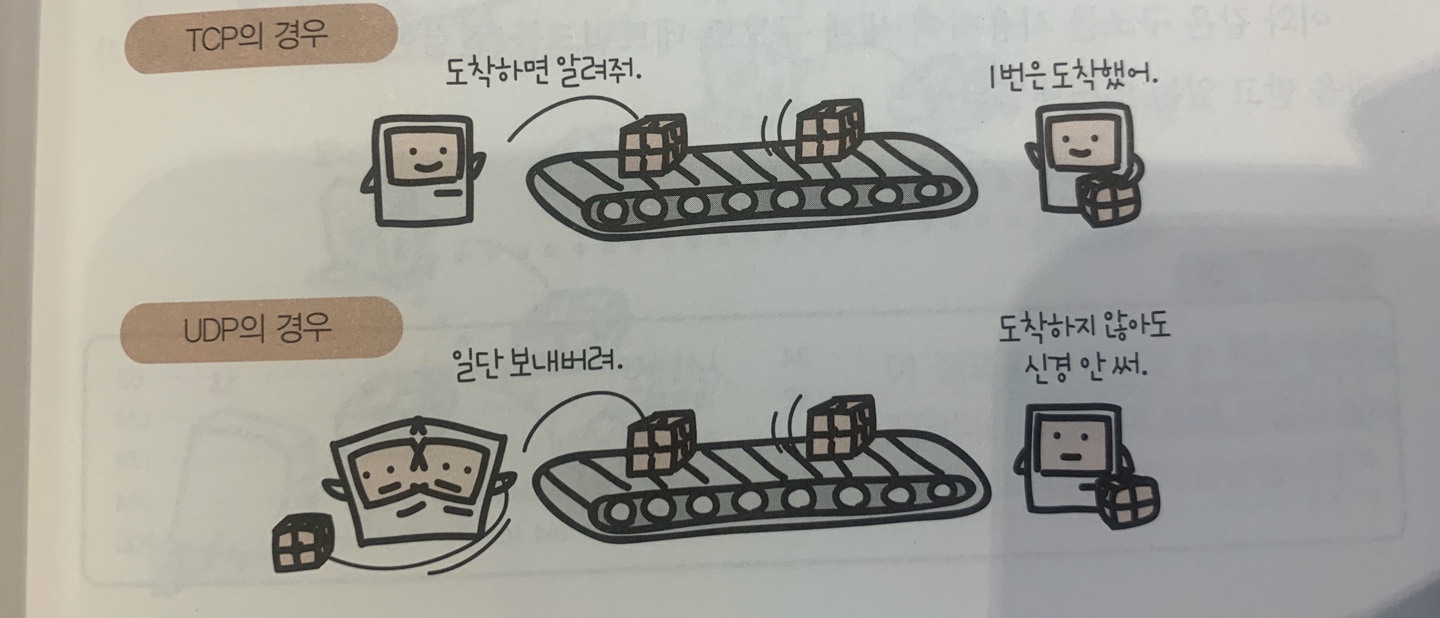 TCP의 경우
도착하면 알려줘.
1번은 도착했어.
UDP의 경우
일단 보내버려.
도착하지 않아도
신경 안 써.